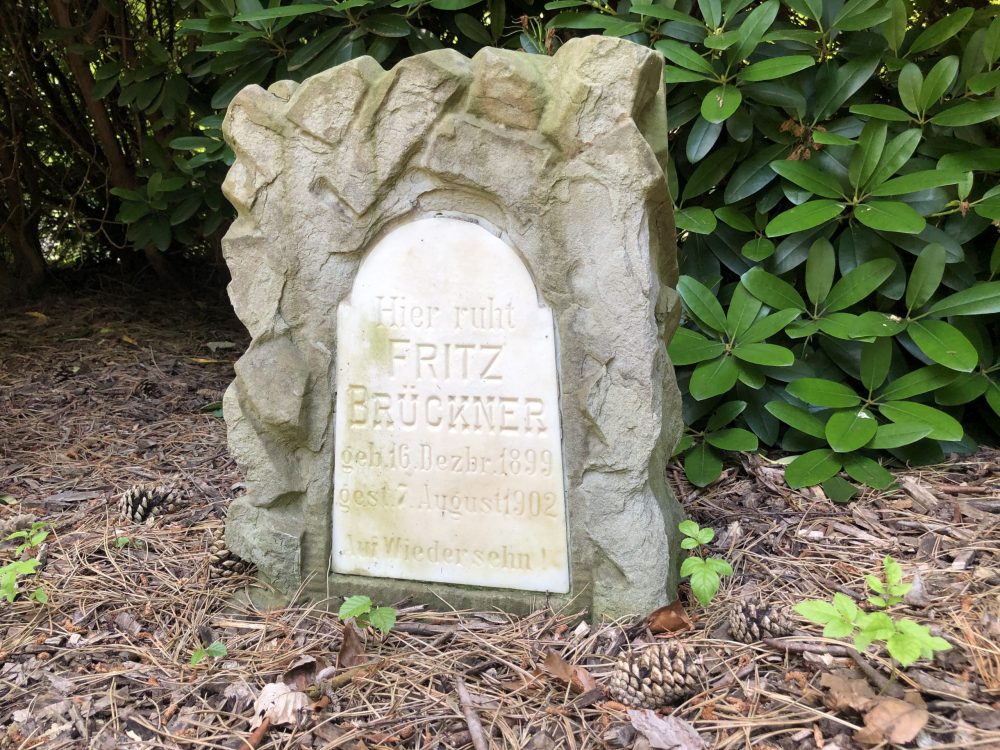 Hier ruht
FRITZ
BRÜCKNER
geb. 16. Dezbr. 1899
gest. 7. August 1902
Auf Wiedersehn!